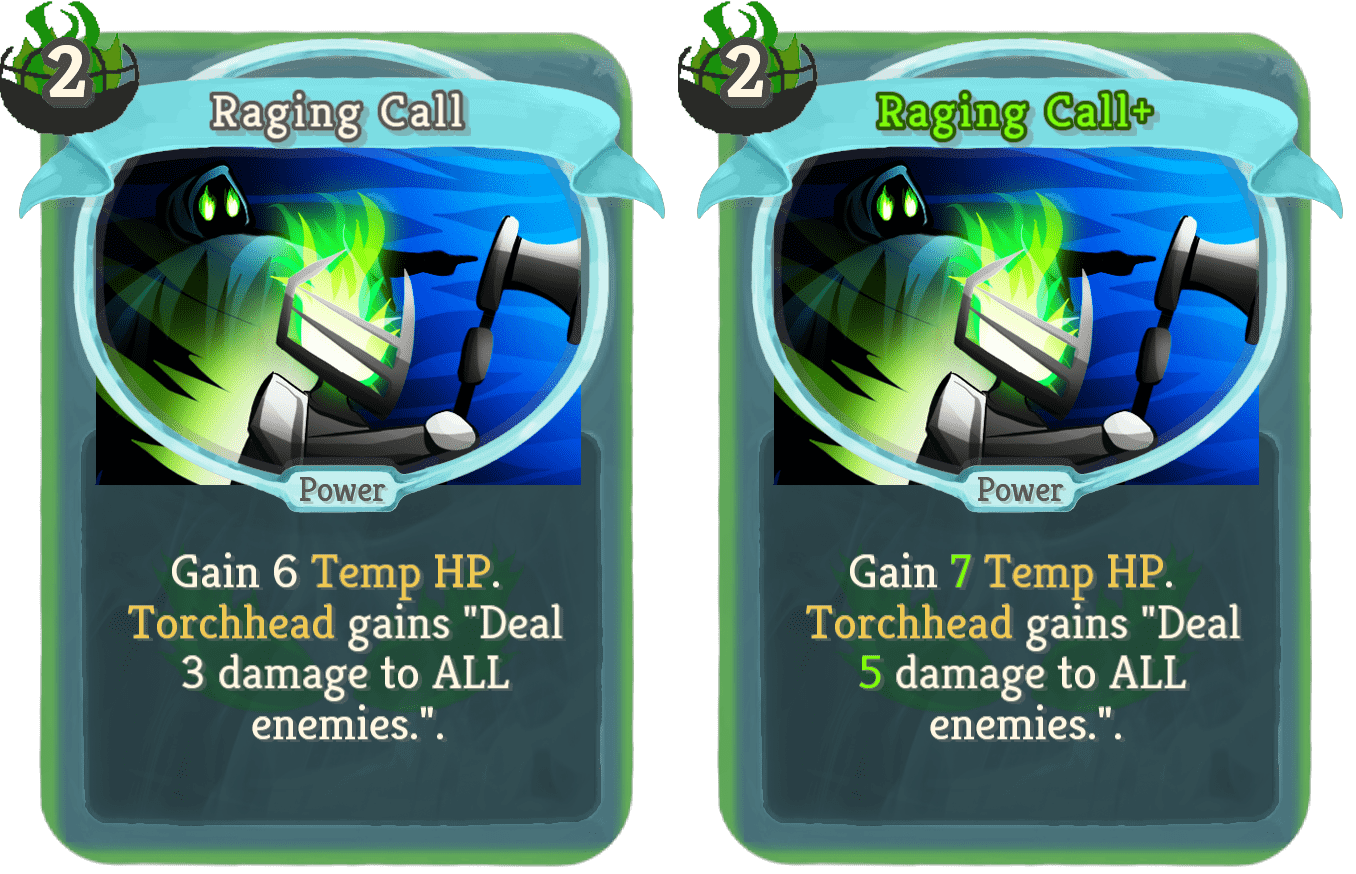 2
Raging Call
Power
Gain 6 Temp HP.
Torchhead gains "Deal
3 damage to ALL
enemies.".
2
Raging Call+
Power
Gain 7 Temp HP.
Torchhead gains "Deal
5 damage to ALL
enemies.".